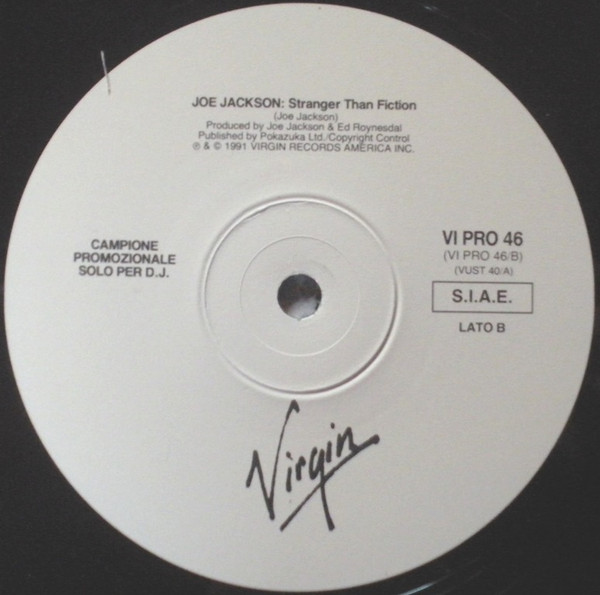 JOE JACKSON: Stranger Than Fiction
(Joe Jackson)
Produced by Joe Jackson & Ed Roynesdal
Published by Pokazuka Ltd./Copyright Control
℗ & © 1991 VIRGIN RECORDS AMERICA INC.
CAMPIONE
PROMOZIONALE
SOLO PER D.J.
VI PRO 46
(VI PRO 46/B)
(VUST 40/A)
S.I.A.E.
LATO B
Virgin